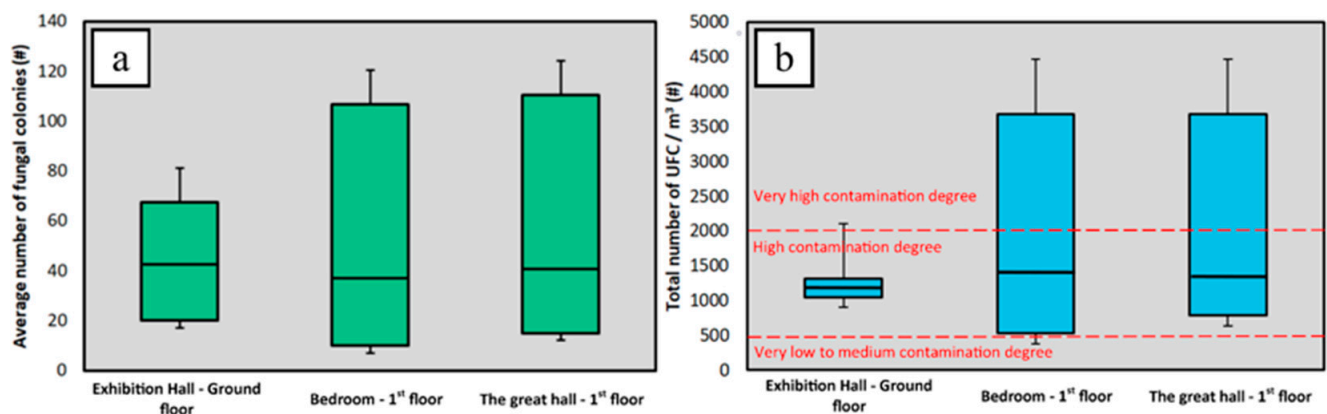 a
Average number of fungal colonies (#)
140
120
100
80
60
40
20
0
Exhibition Hall - Ground
floor
Bedroom - 1st floor
The great hall - 1st floor
b
Total number of UFC / m³ (#)
5000
4500
4000
3500
3000
2500
2000
1500
1000
500
0
Very high contamination degree
High contamination degree
Very low to medium contamination degree
Exhibition Hall - Ground
floor
Bedroom - 1st floor
The great hall - 1st floor